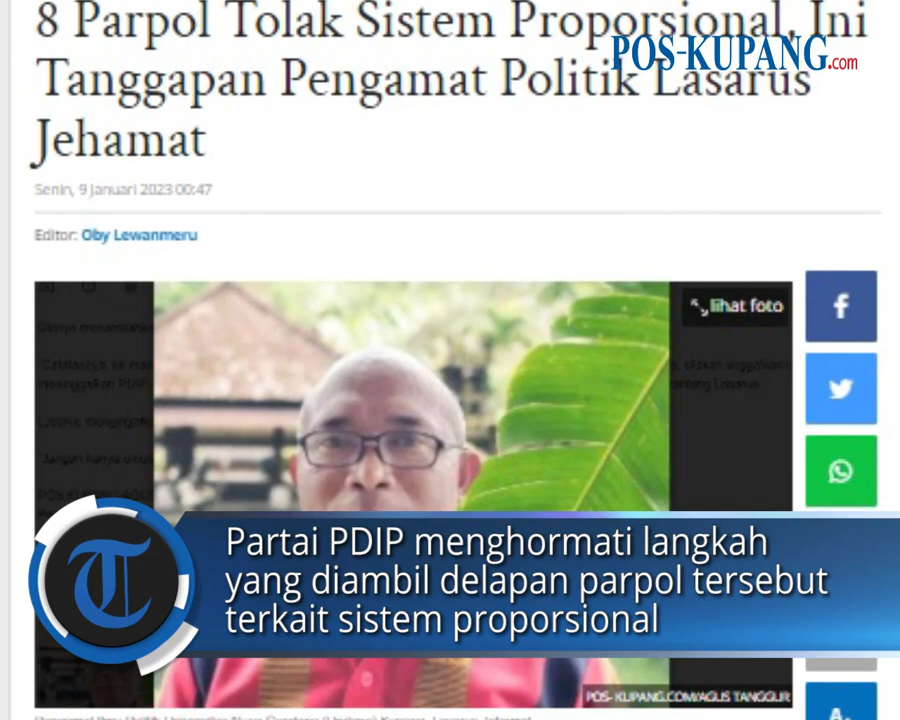 8 Parpol Tolak Sistem Proporsional, Ini
POS-KUPANG.com
Tanggapan Pengamat Politik Lasarus
Jehamat
Senin, 9 Januari 2023 00:47
Editor: Oby Lewanmeru
lihat foto
Partai PDIP menghormati langkah
yang diambil delapan parpol tersebut
terkait sistem proporsional
POS- KUPANG.COM/AGUS TANGGUR